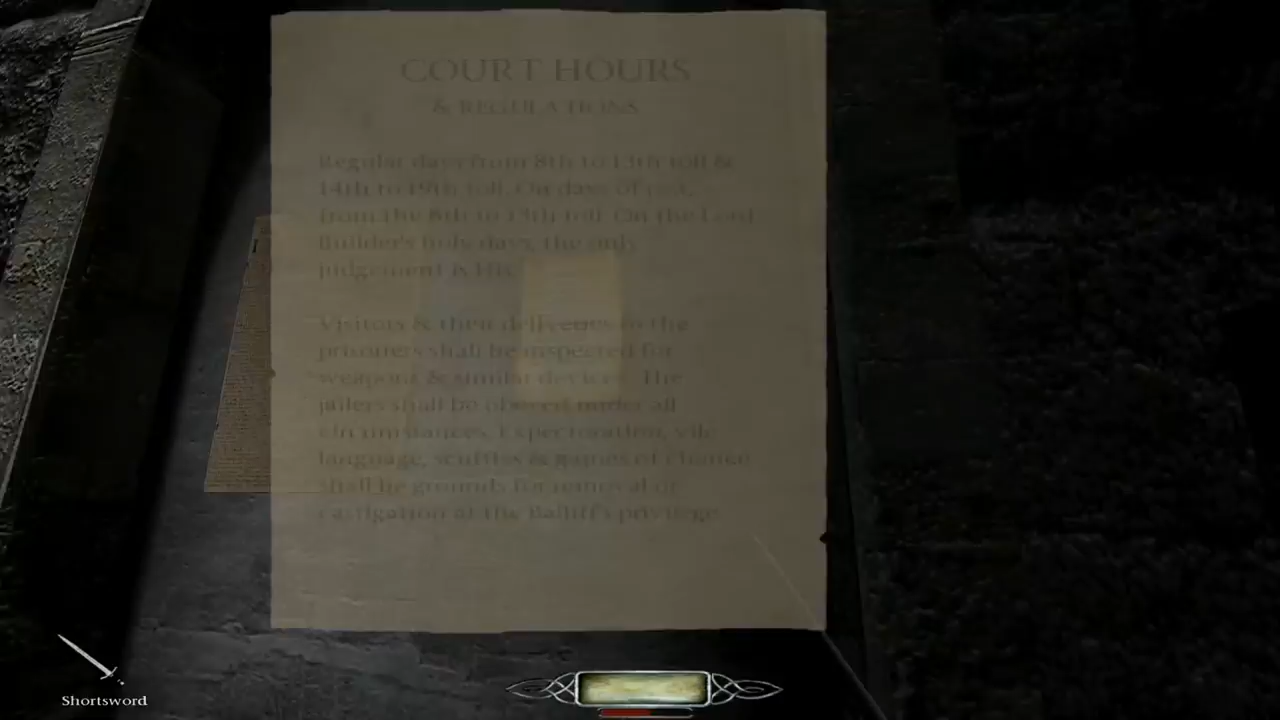 COURT HOURS
& REGULATIONS
Regular days from 8th to 13th toll &
14th to 19th toll. On days of rest,
from the 8th to 13th toll. On the Lord
Builder's holy days, the only
judgement is His.
Visitors & their deliveries to the
prisoners shall be inspected for
weapons & similar devices. The
jailers shall be obeyed under all
circumstances. Expectoration, vile
language, scuffles & games of chance
shall be grounds for removal or
castigation at the Bailiff's privilege.
Shortsword